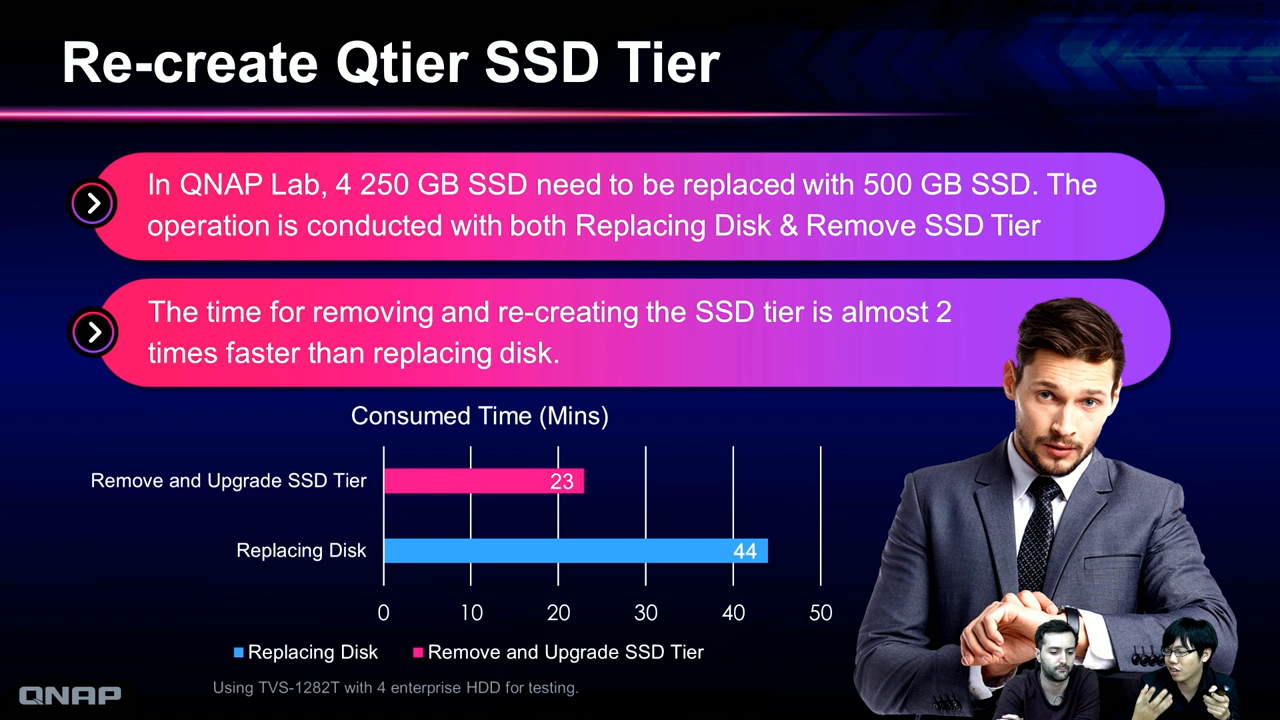 Re-create Qtier SSD Tier
In QNAP Lab, 4 250 GB SSD need to be replaced with 500 GB SSD. The
operation is conducted with both Replacing Disk & Remove SSD Tier
The time for removing and re-creating the SSD tier is almost 2
times faster than replacing disk.
Consumed Time (Mins)
Remove and Upgrade SSD Tier
23
Replacing Disk
44
0 10 20 30 40 50
Replacing Disk Remove and Upgrade SSD Tier
Using TVS-1282T with 4 enterprise HDD for testing.
QNAP